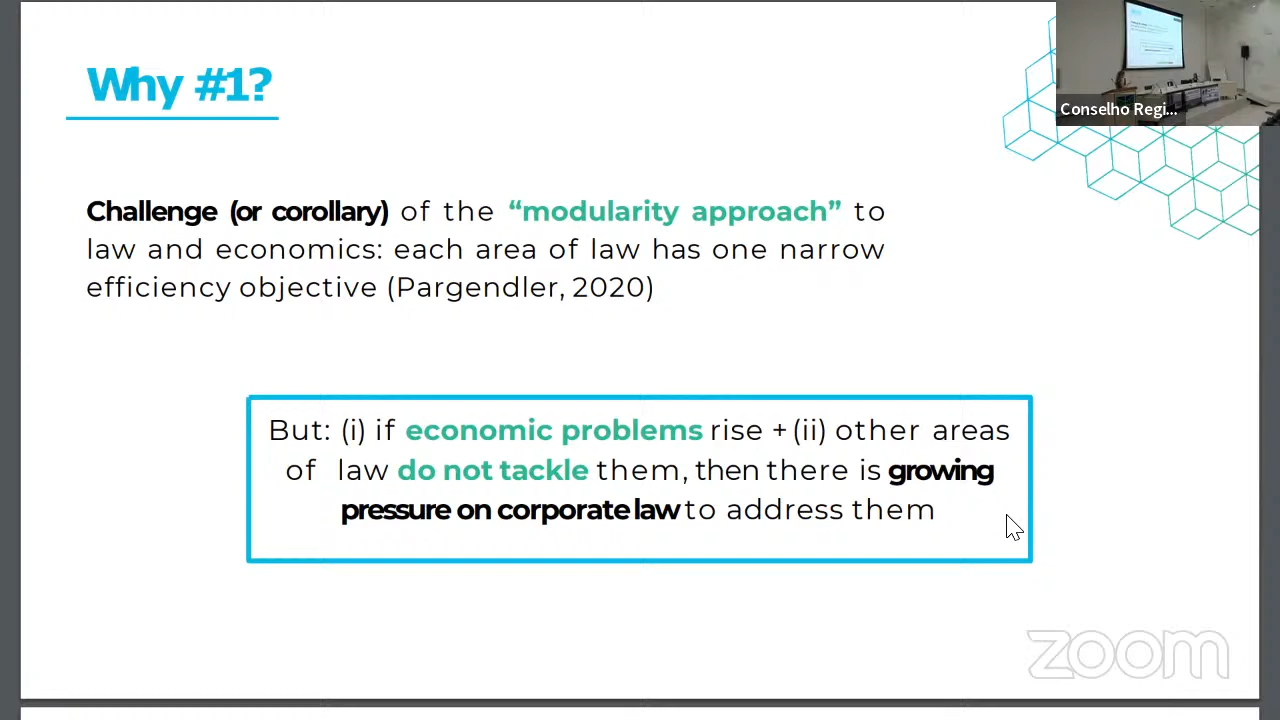 Why #1?
Conselho Regi...
Challenge (or corollary) of the “modularity approach” to
law and economics: each area of law has one narrow
efficiency objective (Pargendler, 2020)
But: (i) if economic problems rise + (ii) other areas
of law do not tackle them, then there is growing
pressure on corporate law to address them
zoom